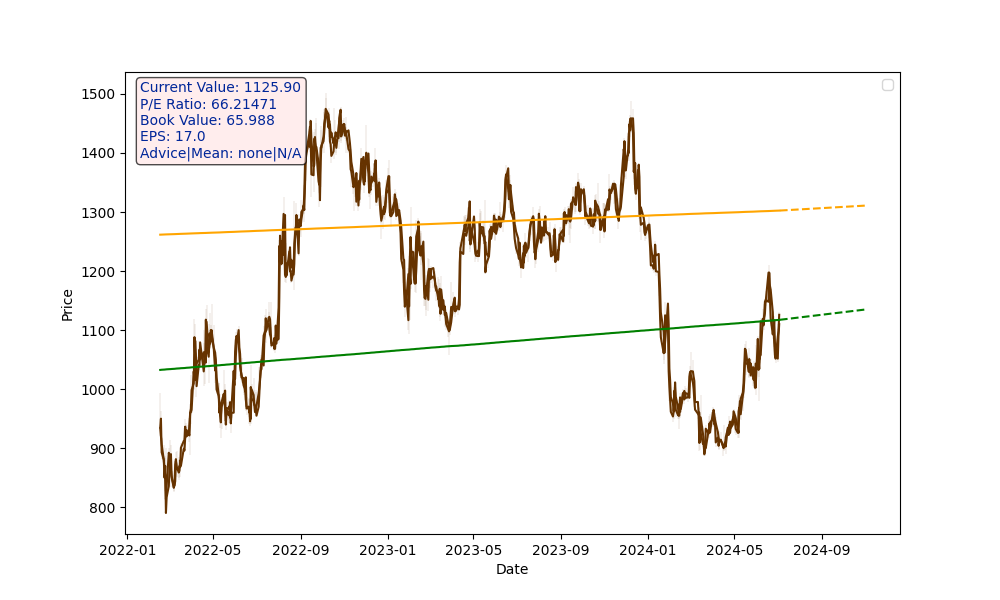 Current Value: 1125.90
P/E Ratio: 66.21471
Book Value: 65.988
EPS: 17.0
Advice|Mean: none|N/A
Price
1500
1400
1300
1200
1100
1000
900
800
2022-01 2022-05 2022-09 2023-01 2023-05 2023-09 2024-01 2024-05 2024-09
Date